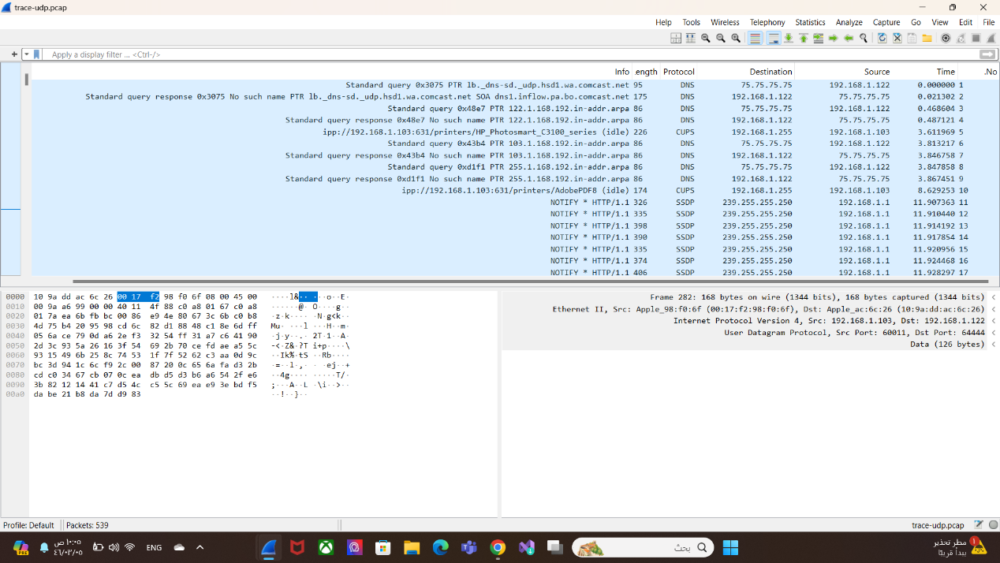 trace-udp.pcap
Help Tools Wireless Telephony Statistics Analyze Capture Go View Edit File
Apply a display filter ... <Ctrl-/>
Info .ength Protocol Destination Source Time .No
Standard query 0x3075 PTR lb._dns-sd._udp.hsd1.wa.comcast.net 95 DNS 75.75.75.75 192.168.1.122 0.000000 1
Standard query response 0x3075 No such name PTR lb._dns-sd._udp.hsd1.wa.comcast.net SOA dns1.inflow.pa.bo.comcast.net 175 DNS 192.168.1.122 75.75.75.75 0.021302 2
Standard query 0x48e7 PTR 122.1.168.192.in-addr.arpa 86 DNS 75.75.75.75 192.168.1.122 0.468604 3
Standard query response 0x48e7 No such name PTR 122.1.168.192.in-addr.arpa 86 DNS 192.168.1.122 75.75.75.75 0.487121 4
ipp://192.168.1.103:631/printers/HP_Photosmart_C3100_series (idle) 226 CUPS 192.168.1.255 192.168.1.103 3.611969 5
Standard query 0x43b4 PTR 103.1.168.192.in-addr.arpa 86 DNS 75.75.75.75 192.168.1.122 3.813217 6
Standard query response 0x43b4 No such name PTR 103.1.168.192.in-addr.arpa 86 DNS 192.168.1.122 75.75.75.75 3.846758 7
Standard query 0xd1f1 PTR 255.1.168.192.in-addr.arpa 86 DNS 75.75.75.75 192.168.1.122 3.847858 8
Standard query response 0xd1f1 No such name PTR 255.1.168.192.in-addr.arpa 86 DNS 192.168.1.122 75.75.75.75 3.867451 9
ipp://192.168.1.103:631/printers/AdobePDF8 (idle) 174 CUPS 192.168.1.255 192.168.1.103 8.629253 10
NOTIFY * HTTP/1.1 326 SSDP 239.255.255.250 192.168.1.1 11.907363 11
NOTIFY * HTTP/1.1 335 SSDP 239.255.255.250 192.168.1.1 11.910440 12
NOTIFY * HTTP/1.1 398 SSDP 239.255.255.250 192.168.1.1 11.914192 13
NOTIFY * HTTP/1.1 390 SSDP 239.255.255.250 192.168.1.1 11.917854 14
NOTIFY * HTTP/1.1 335 SSDP 239.255.255.250 192.168.1.1 11.920956 15
NOTIFY * HTTP/1.1 374 SSDP 239.255.255.250 192.168.1.1 11.924468 16
NOTIFY * HTTP/1.1 406 SSDP 239.255.255.250 192.168.1.1 11.928297 17
0000 10 9a dd ac 6c 26 00 17 f2 98 f0 6f 08 00 45 00 ····l&·· ···o··E·
0010 00 9a a6 99 00 00 40 11 4f 88 c0 a8 01 67 c0 a8 ······@· O····g··
0020 01 7a ea 6b fb bc 00 86 e9 4e 80 67 3c 6b c0 b8 ·z·k···· ·N·g<k··
0030 4d 75 b4 20 95 98 cd 6c 82 d1 88 48 c1 8e 6d ff Mu· ···l ···H··m·
0040 05 6a ce 79 0d a6 2e f3 32 54 ff 31 a7 c6 41 90 ·j·y··.· 2T·1··A·
0050 2d 3c 93 5a 26 16 3f 54 69 2b 70 ce fd ae a5 5c -<·Z&·?T i+p····\
0060 93 15 49 6b 25 8c 74 53 1f 7f 52 62 c3 aa 0d 9c ··Ik%·tS ··Rb····
0070 bc 3d 94 1c 6c f9 2c 00 87 20 0c 65 6a fa d3 2b ·=··l·,· · ·ej··+
0080 cd c0 34 67 cb 07 0c ea db d5 d3 b6 a6 54 2f e6 ··4g···· ·····T/·
0090 3b 82 12 14 41 c7 d5 4c c5 5c 69 ea e9 3e bd f5 ;···A··L ·\i··>··
00a0 da be 21 b8 da 7d d9 83 ··!··}··
Frame 282: 168 bytes on wire (1344 bits), 168 bytes captured (1344 bits)
Ethernet II, Src: Apple_98:f0:6f (00:17:f2:98:f0:6f), Dst: Apple_ac:6c:26 (10:9a:dd:ac:6c:26)
Internet Protocol Version 4, Src: 192.168.1.103, Dst: 192.168.1.122
User Datagram Protocol, Src Port: 60011, Dst Port: 64444
Data (126 bytes)
Profile: Default Packets: 539 trace-udp.pcap
PRE
١٠:٠٥ ص
٤٦/٠٣/٠٥
ENG
بحث
مطر تحذير
يبدأ قريبًا
1